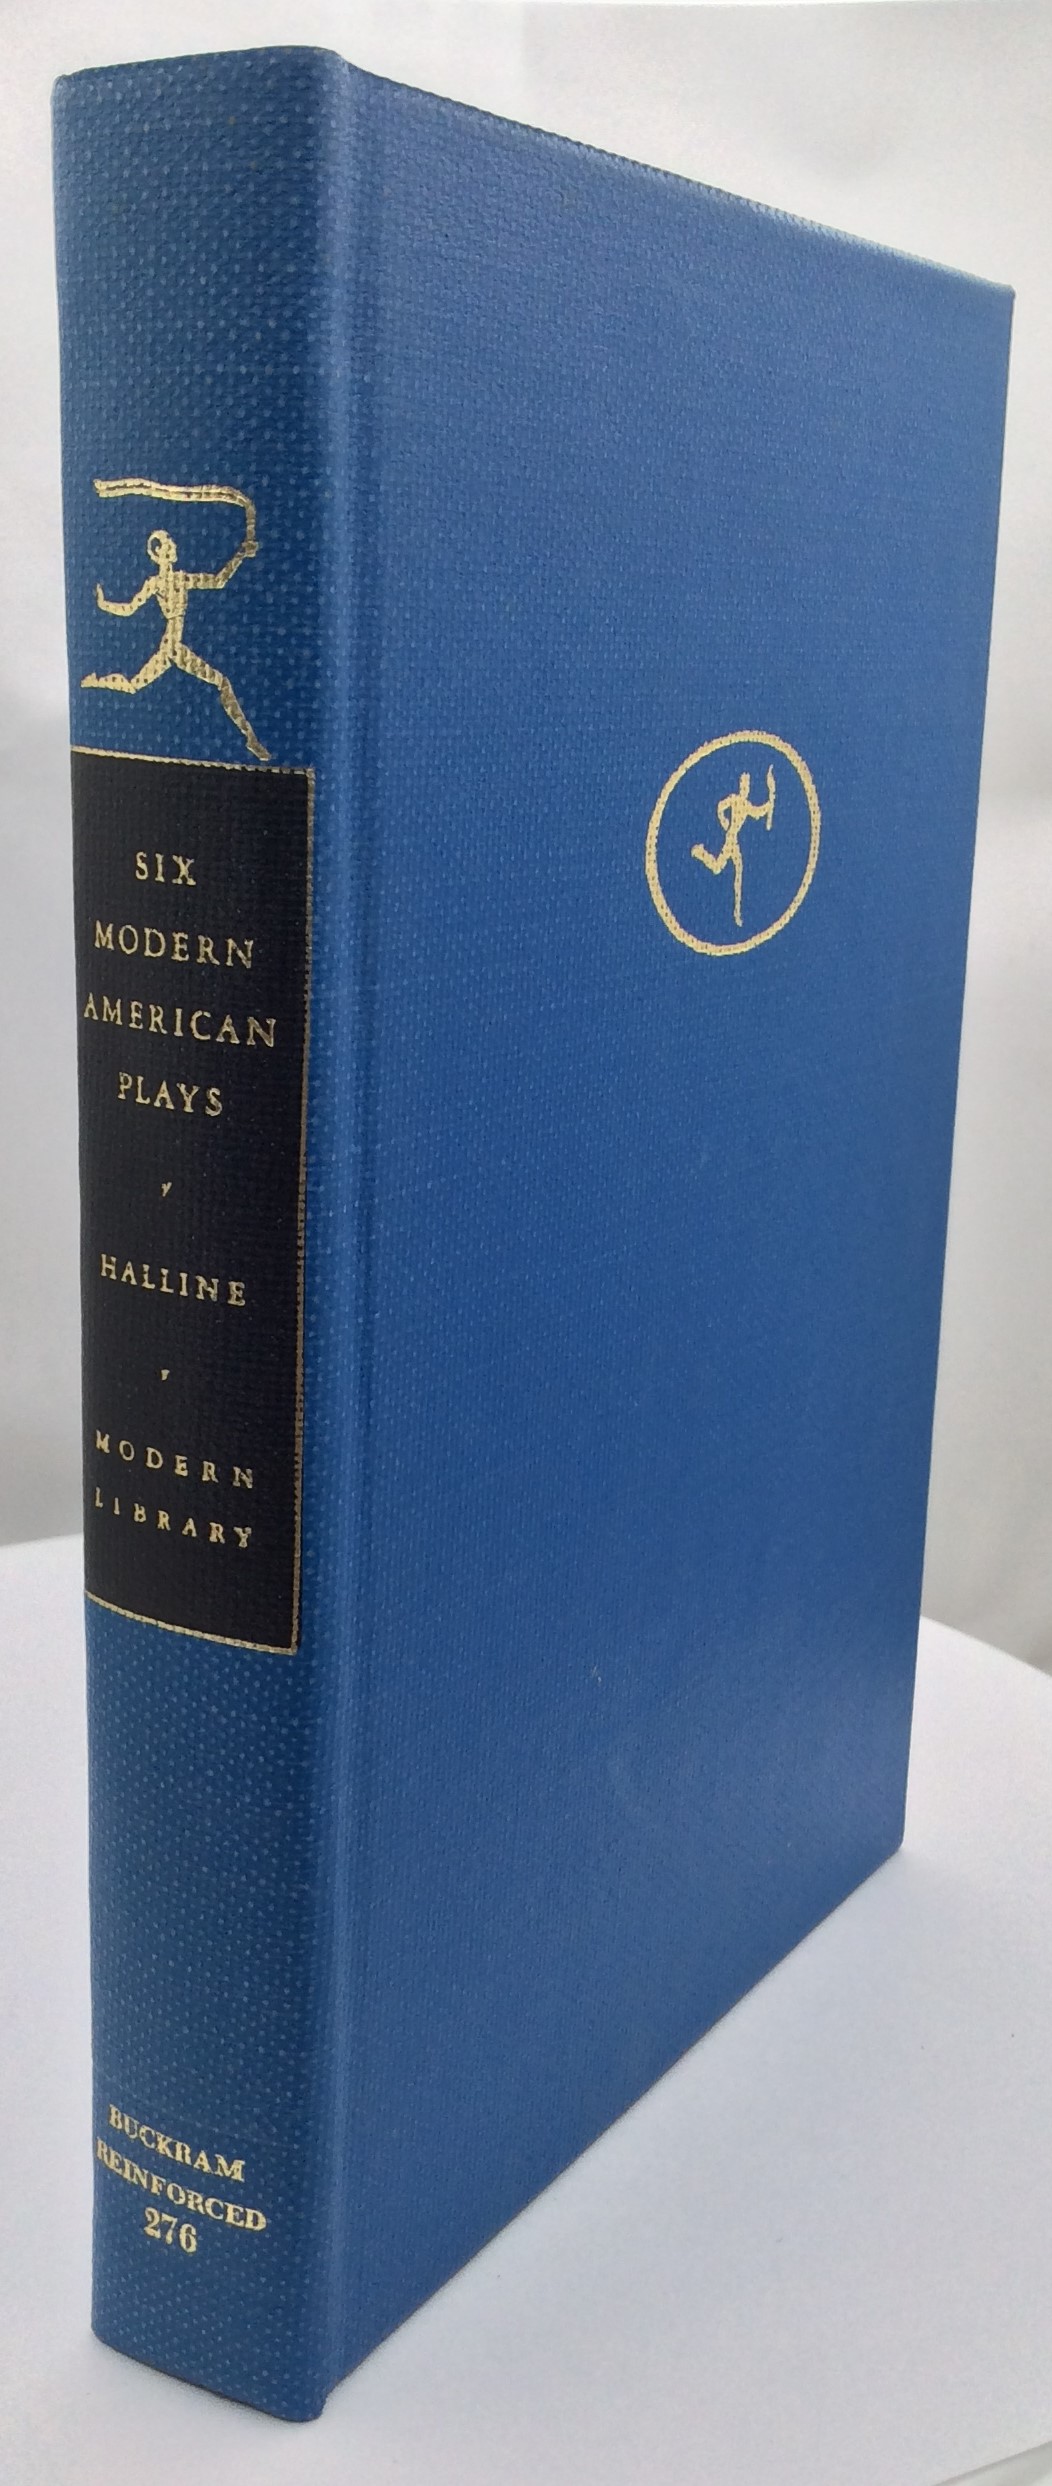 SIX
MODERN
AMERICAN
PLAYS
HALLINE
MODERN
LIBRARY
BUCKRAM
REINFORCED
276